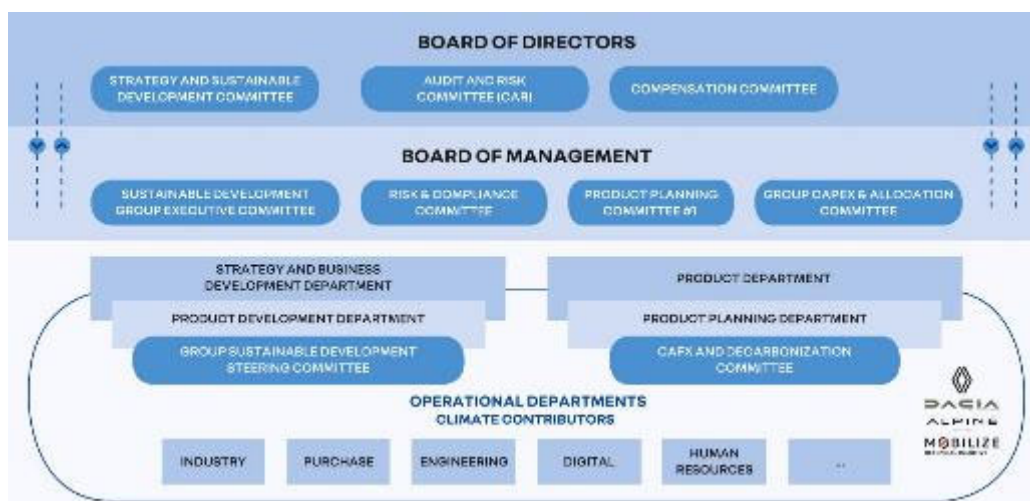 BOARD OF DIRECTORS
STRATEGY AND SUSTAINABLE
DEVELOPMENT COMMITTEE
AUDIT AND RISK
COMMITTEE (CAR)
COMPENSATION COMMITTEE
BOARD OF MANAGEMENT
SUSTAINABLE DEVELOPMENT
GROUP EXECUTIVE COMMITTEE
RISK & COMPLIANCE
COMMITTEE
PRODUCT PLANNING
COMMITTEE #1
GROUP CAPEX & ALLOCATION
COMMITTEE
STRATEGY AND BUSINESS
DEVELOPMENT DEPARTMENT
PRODUCT DEPARTMENT
PRODUCT DEVELOPMENT DEPARTMENT
PRODUCT PLANNING DEPARTMENT
GROUP SUSTAINABLE DEVELOPMENT
STEERING COMMITTEE
CAFX AND DECARBONIZATION
COMMITTEE
OPERATIONAL DEPARTMENTS
CLIMATE CONTRIBUTORS
DACIA
ALPINE
MOBILIZE
INDUSTRY
PURCHASE
ENGINEERING
DIGITAL
HUMAN
RESOURCES
...